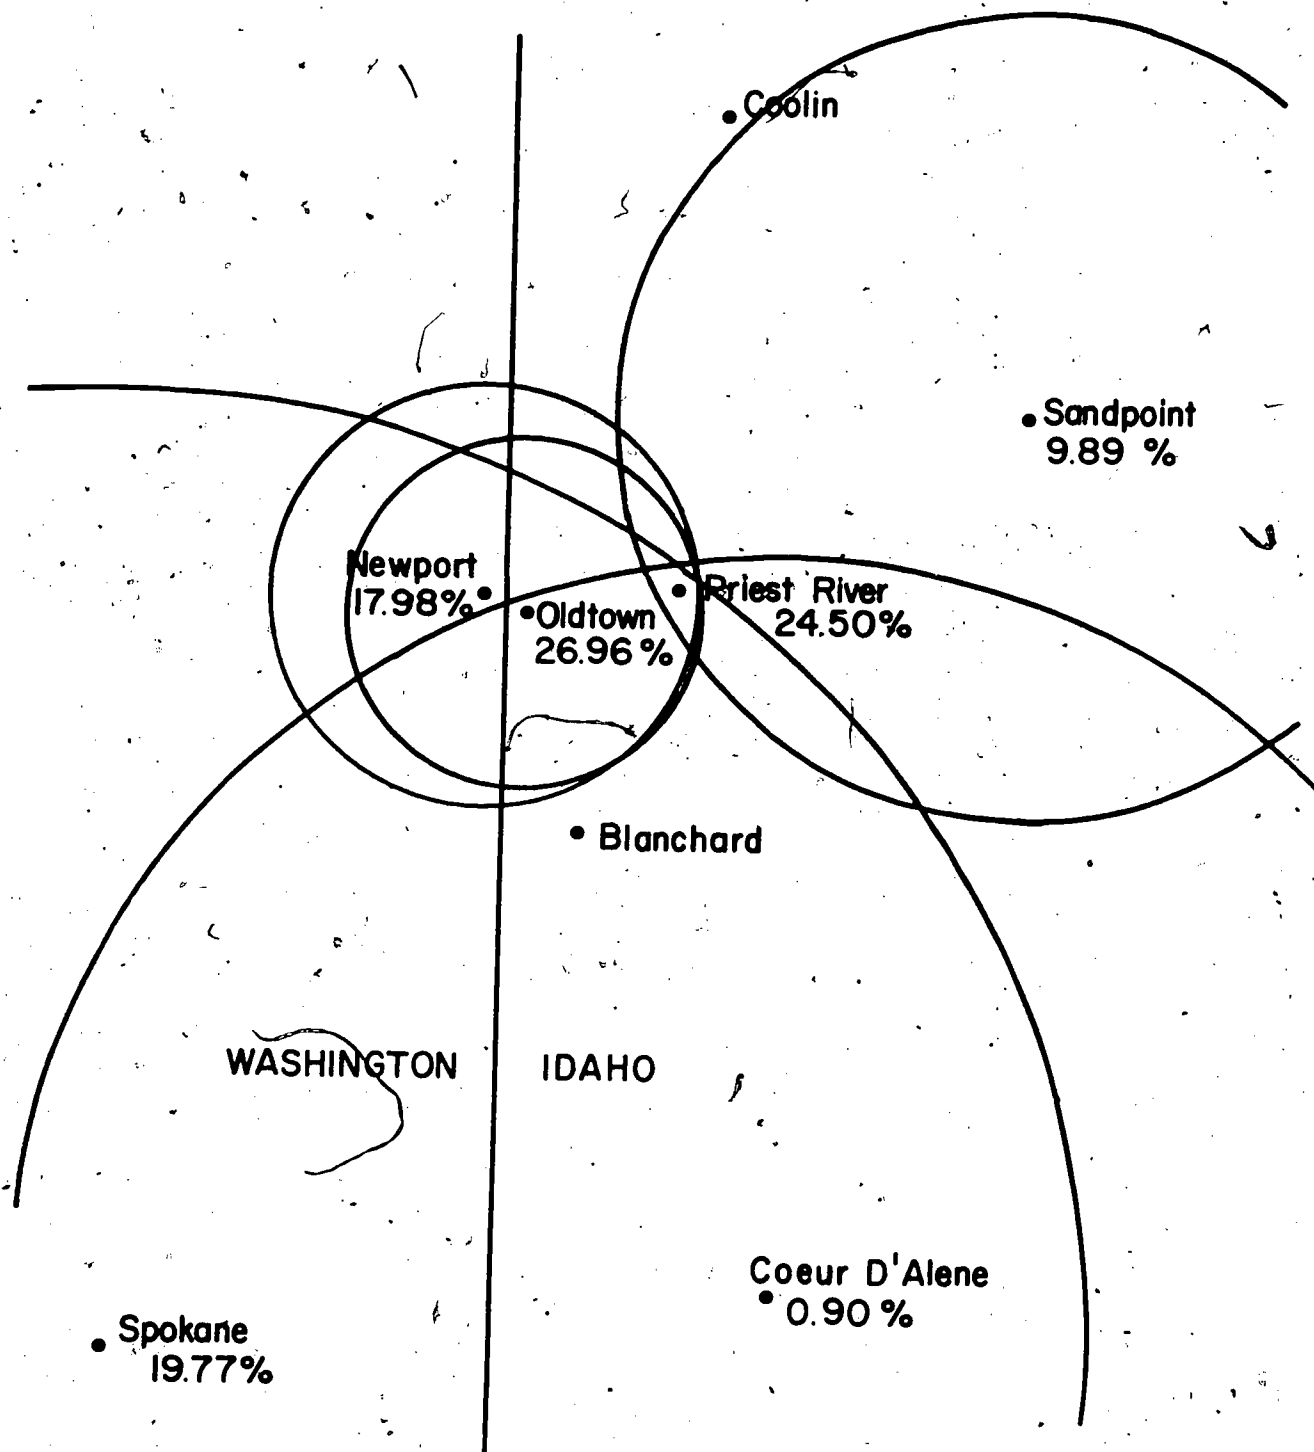 Coolin
Sandpoint
9.89 %
Newport
17.98%
Oldtown
26.96 %
Priest River
24.50%
Blanchard
WASHINGTON
IDAHO
Coeur D'Alene
0.90 %
Spokane
19.77%